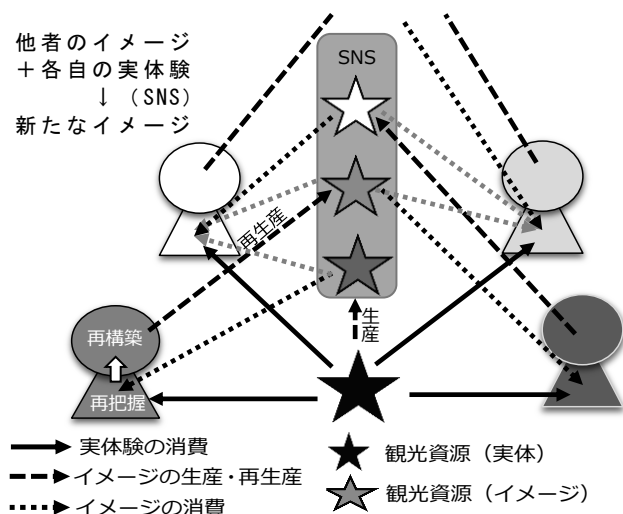 他者のイメージ
＋各自の実体験
↓（SNS）
新たなイメージ
SNS
再生産
生産
再構築
再把握
実体験の消費
イメージの生産・再生産
イメージの消費
観光資源（実体）
観光資源（イメージ）